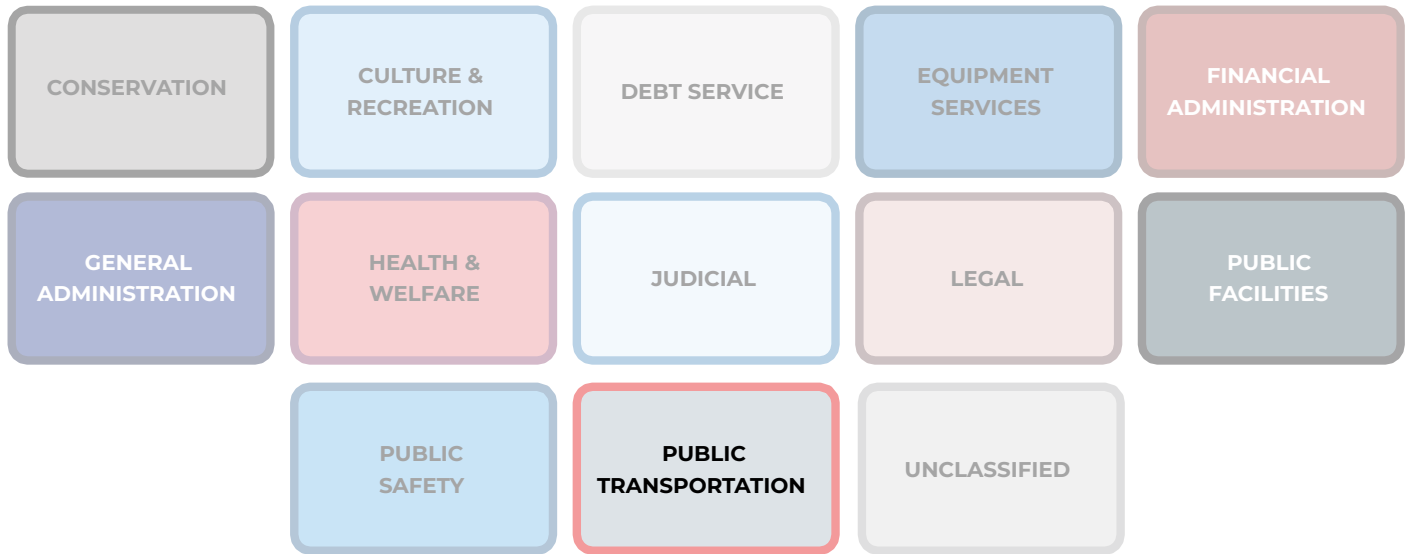 CONSERVATION
CULTURE &
RECREATION
DEBT SERVICE
EQUIPMENT
SERVICES
FINANCIAL
ADMINISTRATION
GENERAL
ADMINISTRATION
HEALTH &
WELFARE
JUDICIAL
LEGAL
PUBLIC
FACILITIES
PUBLIC
SAFETY
PUBLIC
TRANSPORTATION
UNCLASSIFIED